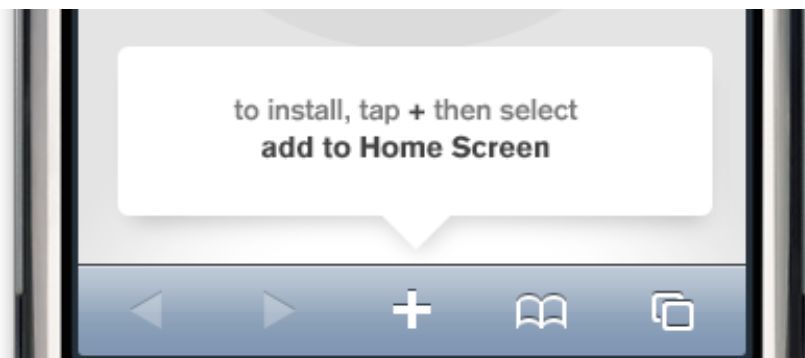 to install, tap + then select
add to Home Screen